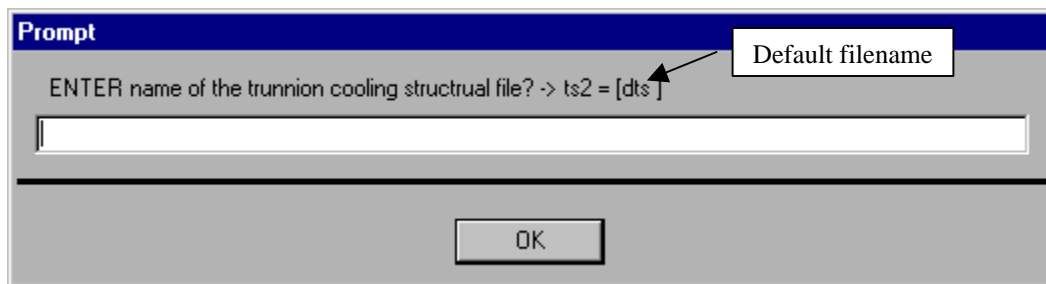 Prompt
Default filename
ENTER name of the trunnion cooling structrual file? -> ts2 = [dts ]
OK